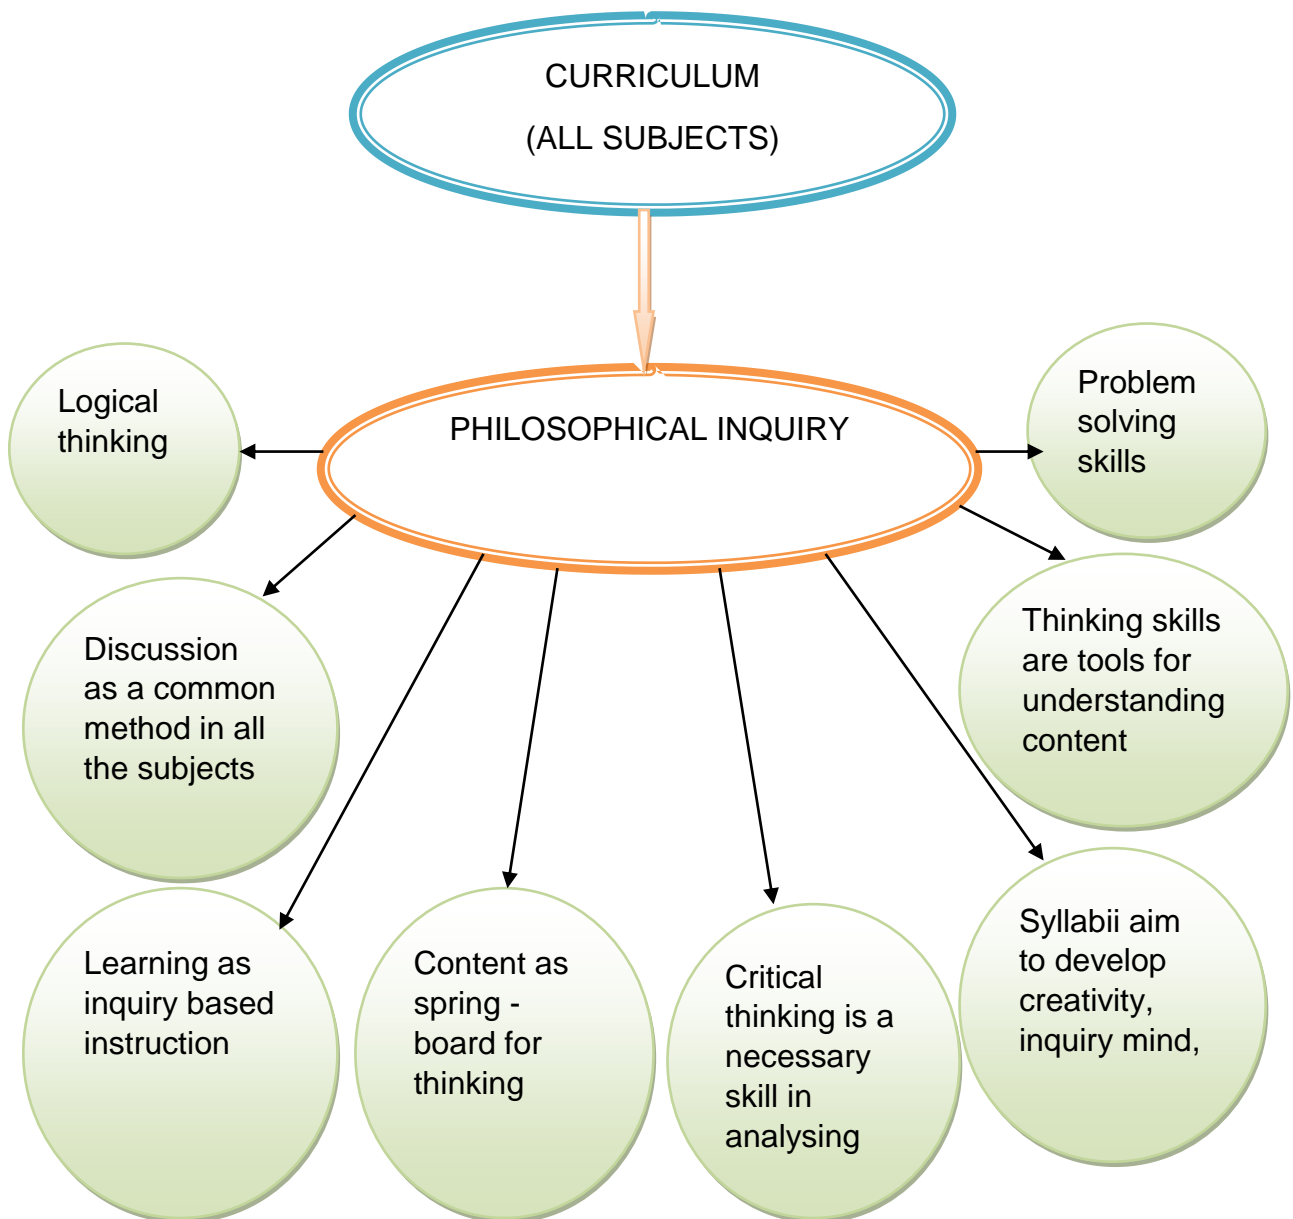 CURRICULUM
(ALL SUBJECTS)
PHILOSOPHICAL INQUIRY
Logical
thinking
Problem
solving
skills
Discussion
as a common
method in all
the subjects
Thinking skills
are tools for
understanding
content
Learning as
inquiry based
instruction
Content as
spring -
board for
thinking
Critical
thinking is a
necessary
skill in
analysing
Syllabii aim
to develop
creativity,
inquiry mind,